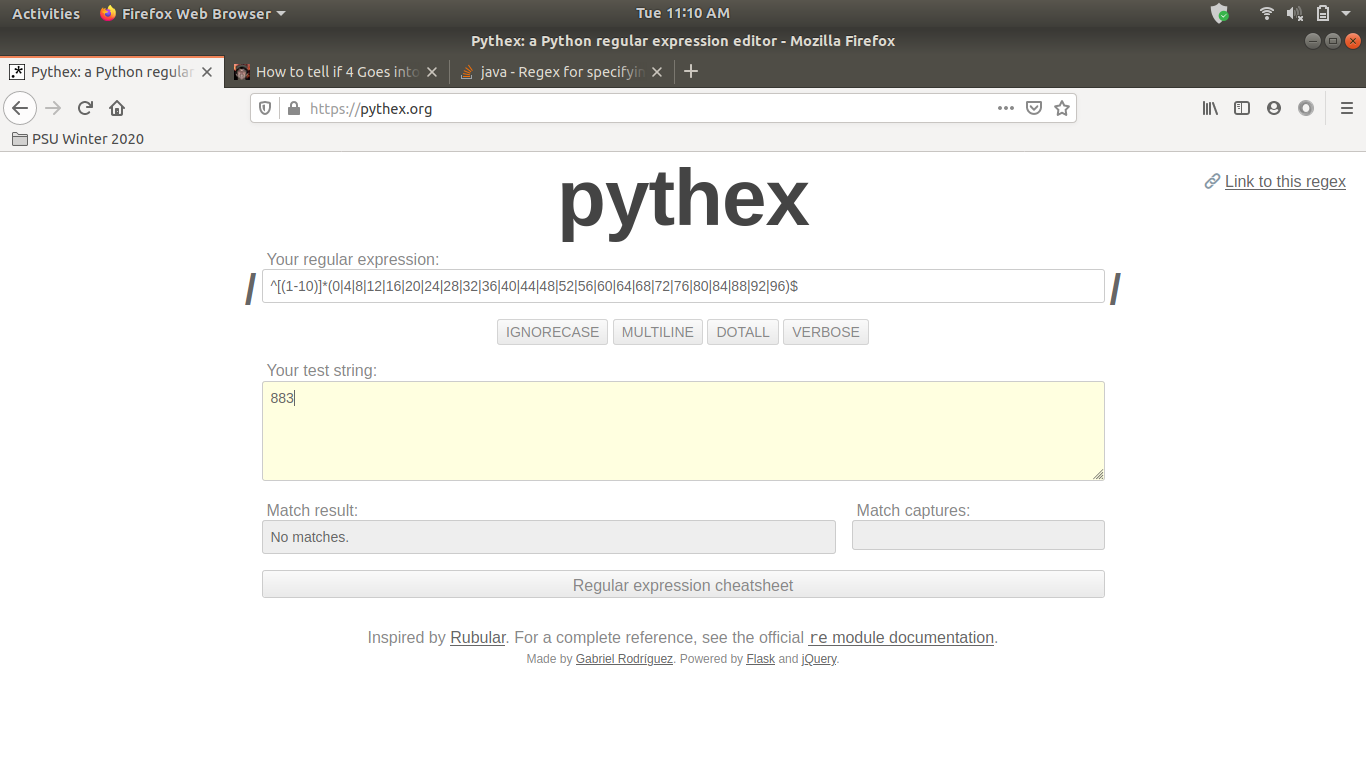 Activities Firefox Web Browser Tue 11:10 AM
Pythex: a Python regular expression editor - Mozilla Firefox
Pythex: a Python regular How to tell if 4 Goes into java - Regex for specifyin
https://pythex.org
PSU Winter 2020
Link to this regex
pythex
Your regular expression:
/ ^[(1-10)]*(0|4|8|12|16|20|24|28|32|36|40|44|48|52|56|60|64|68|72|76|80|84|88|92|96)$ /
IGNORECASE MULTILINE DOTALL VERBOSE
Your test string:
883
Match result: Match captures:
No matches.
Regular expression cheatsheet
Inspired by Rubular. For a complete reference, see the official re module documentation.
Made by Gabriel Rodríguez. Powered by Flask and jQuery.